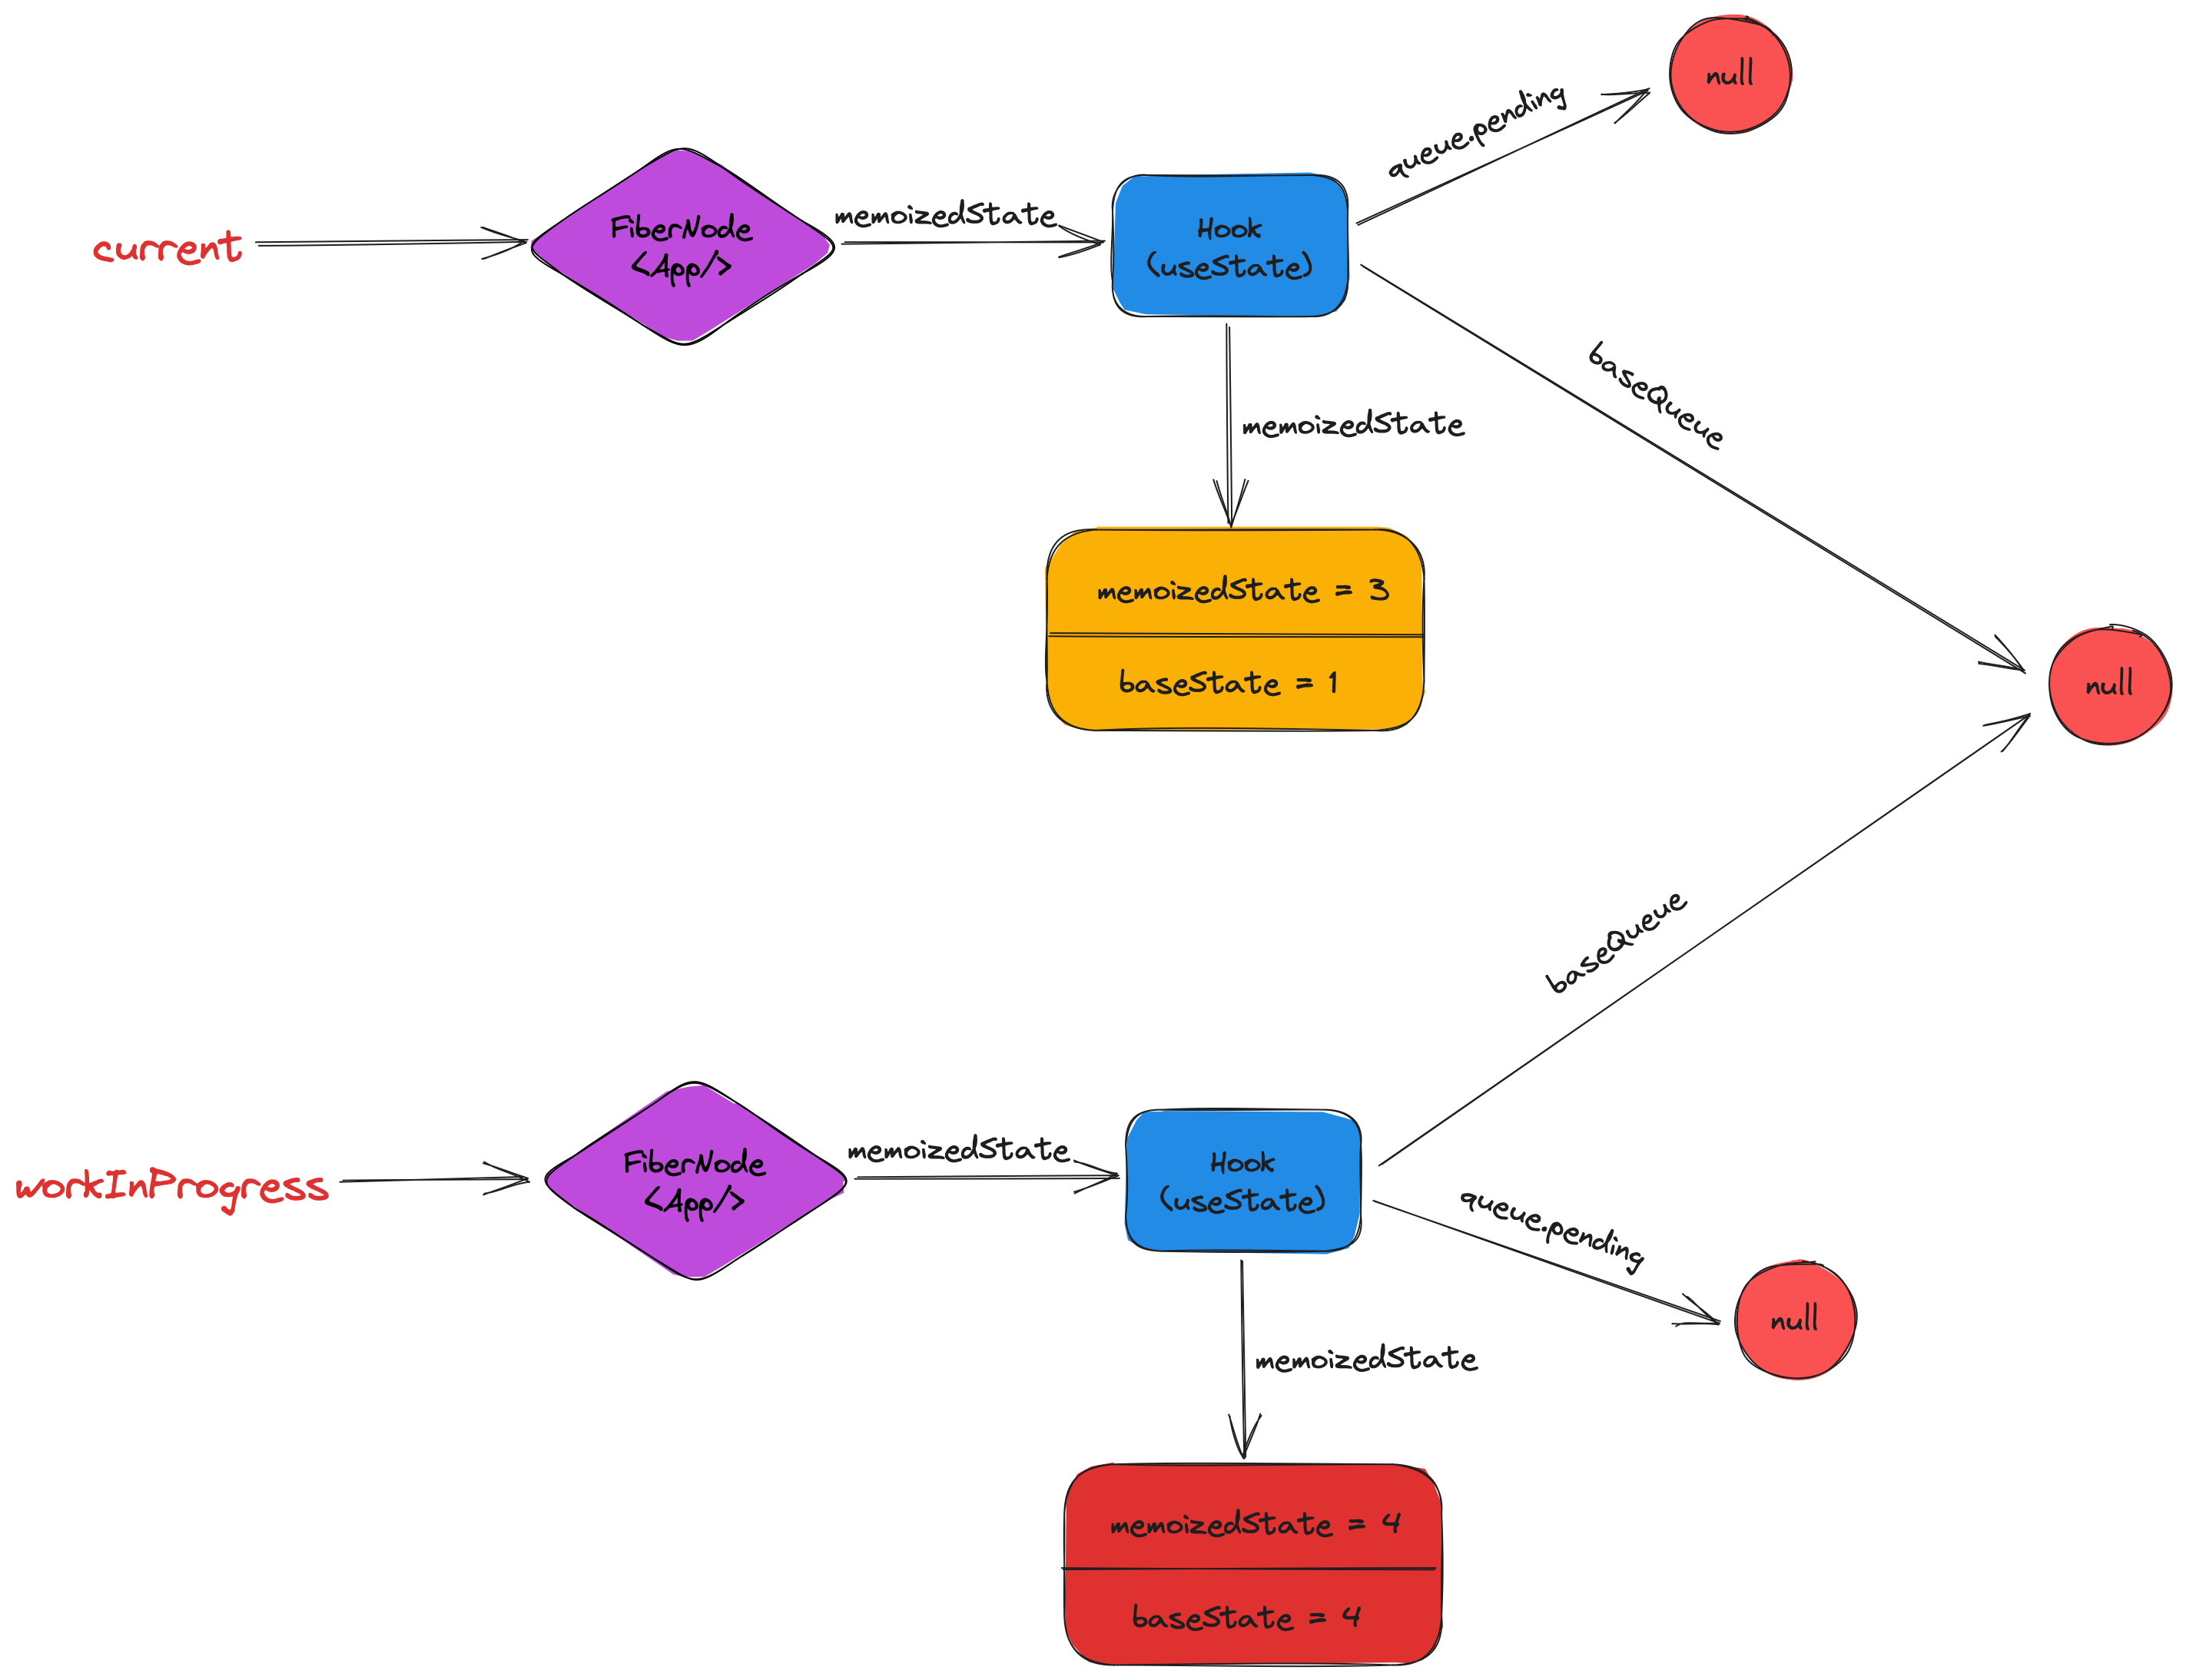 null
queue.pending
FiberNode
<App/>
memoizedState
Hook
(useState)
current
baseQueue
memoizedState
memoizedState = 3
baseState = 1
null
baseQueue
FiberNode
<App/>
memoizedState
Hook
(useState)
workInProgress
queue.pending
null
memoizedState
memoizedState = 4
baseState = 4